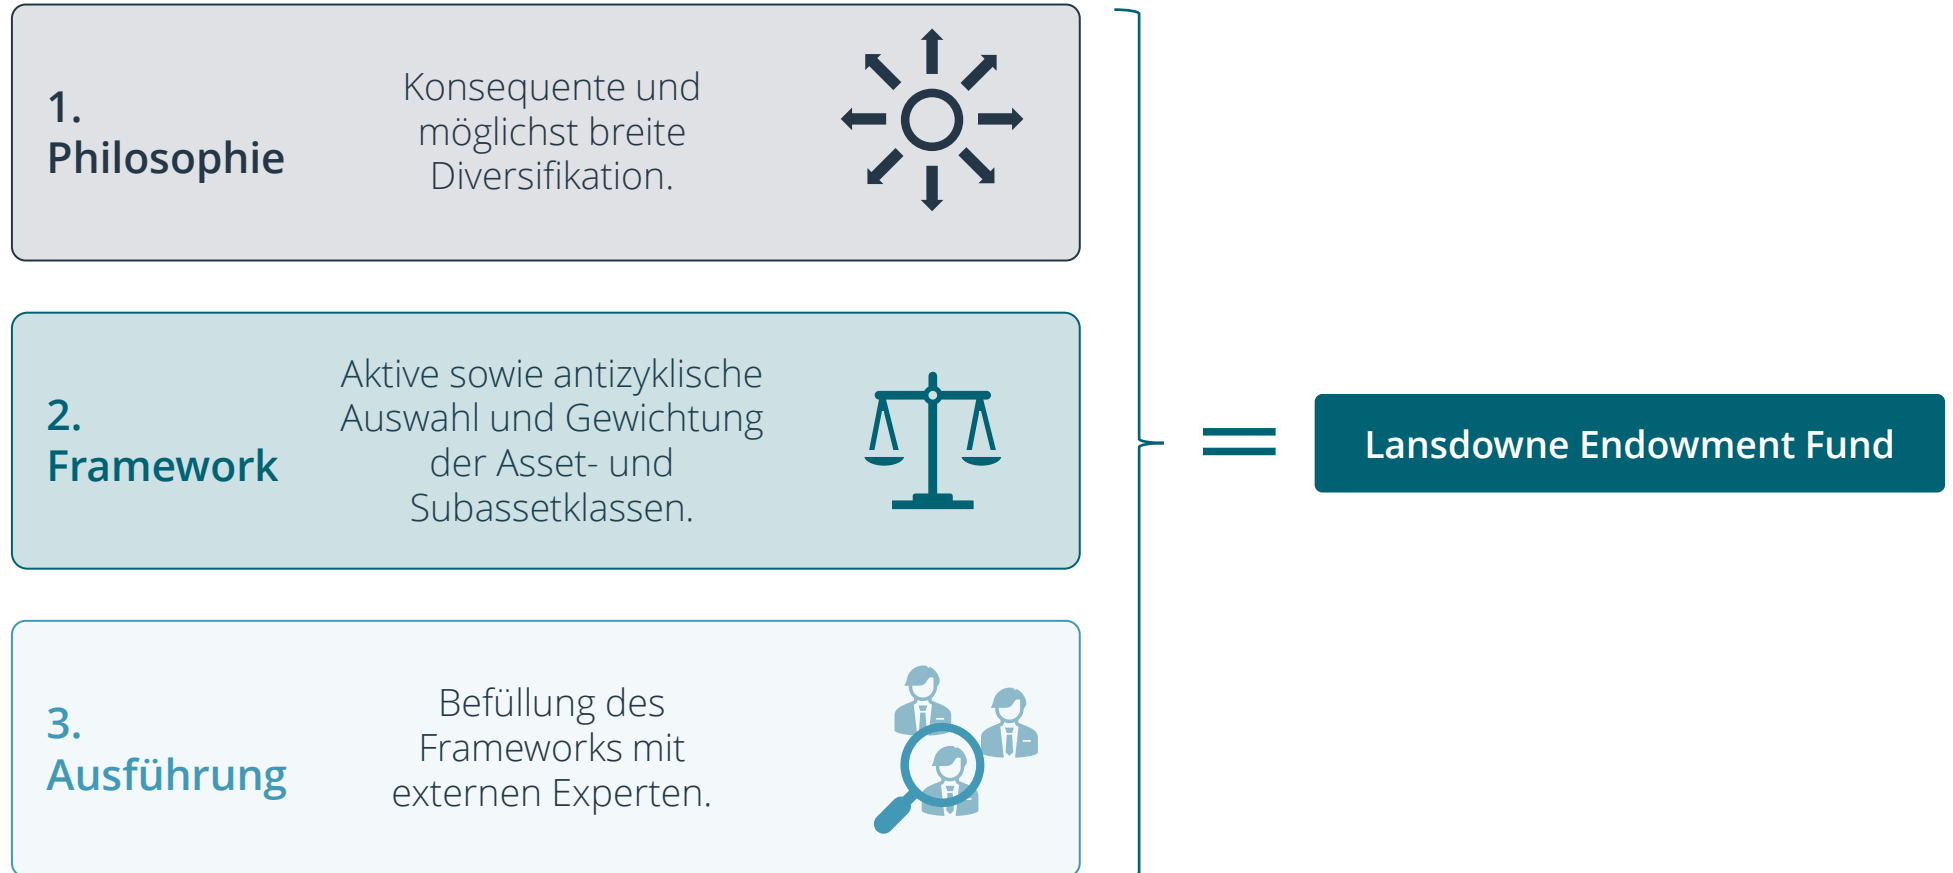 1.
Philosophie
Konsequente und
möglichst breite
Diversifikation.
2.
Framework
Aktive sowie antizyklische
Auswahl und Gewichtung
der Asset- und
Subassetklassen.
3.
Ausführung
Befüllung des
Frameworks mit
externen Experten.
Lansdowne Endowment Fund